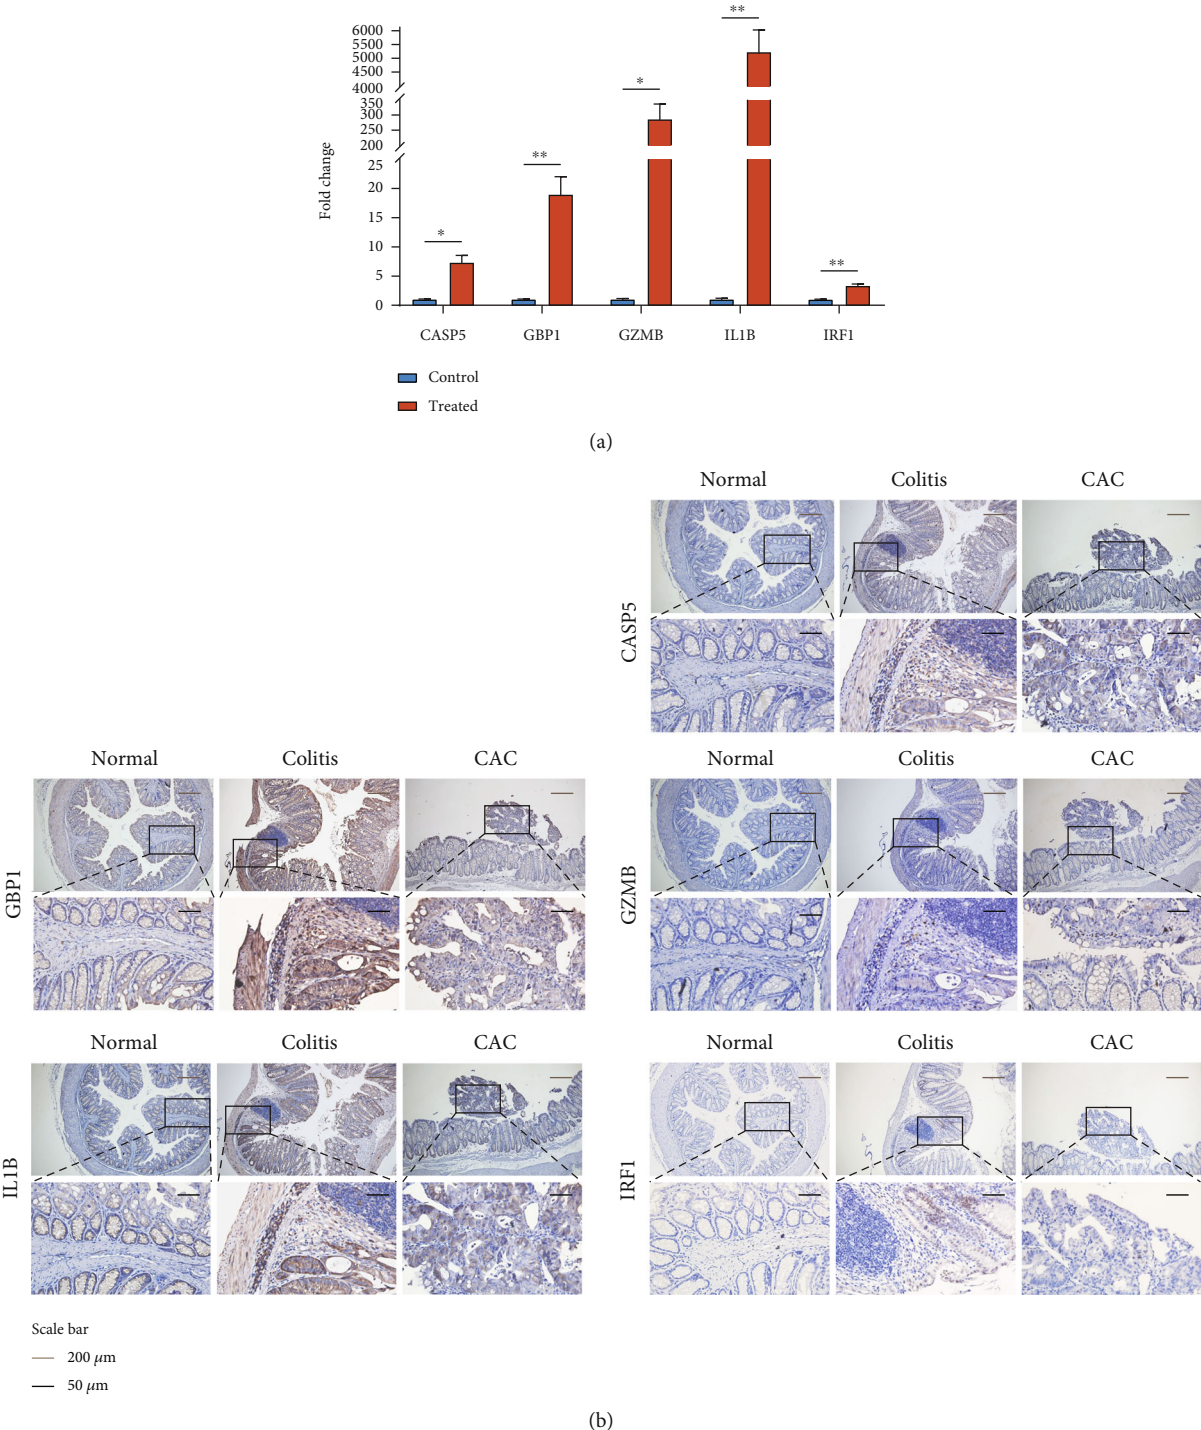 Fold change
6000
5500
5000
4500
4000
350
300
250
200
25
20
15
10
5
0
*
**
*
**
**
CASP5 GBP1 GZMB IL1B IRF1
Control
Treated
(a)
Normal Colitis CAC
CASP5
Normal Colitis CAC
GBP1
Normal Colitis CAC
GZMB
Normal Colitis CAC
IL1B
Normal Colitis CAC
IRF1
Scale bar
200 μm
50 μm
(b)